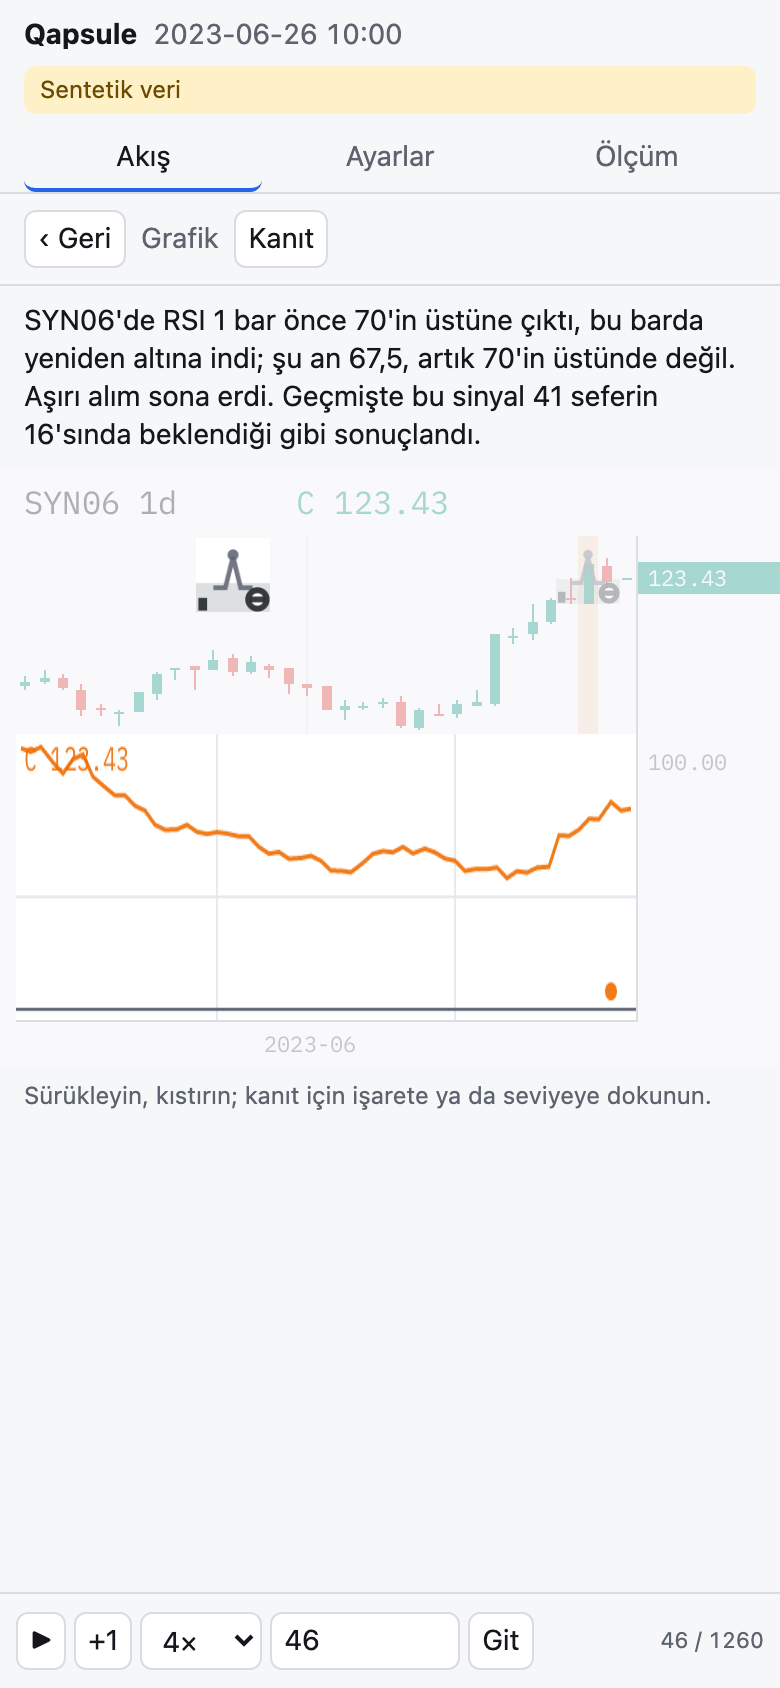 Qapsule 2023-06-26 10:00
Sentetik veri
Akış Ayarlar Ölçüm
‹ Geri Grafik Kanıt
SYN06'de RSI 1 bar önce 70'in üstüne çıktı, bu barda
yeniden altına indi; şu an 67,5, artık 70'in üstünde değil.
Aşırı alım sona erdi. Geçmişte bu sinyal 41 seferin
16'sında beklendiği gibi sonuçlandı.
SYN06 1d C 123.43
123.43
C 123.43
100.00
2023-06
Sürükleyin, kıstırın; kanıt için işarete ya da seviyeye dokunun.
+1 4× 46 Git 46 / 1260